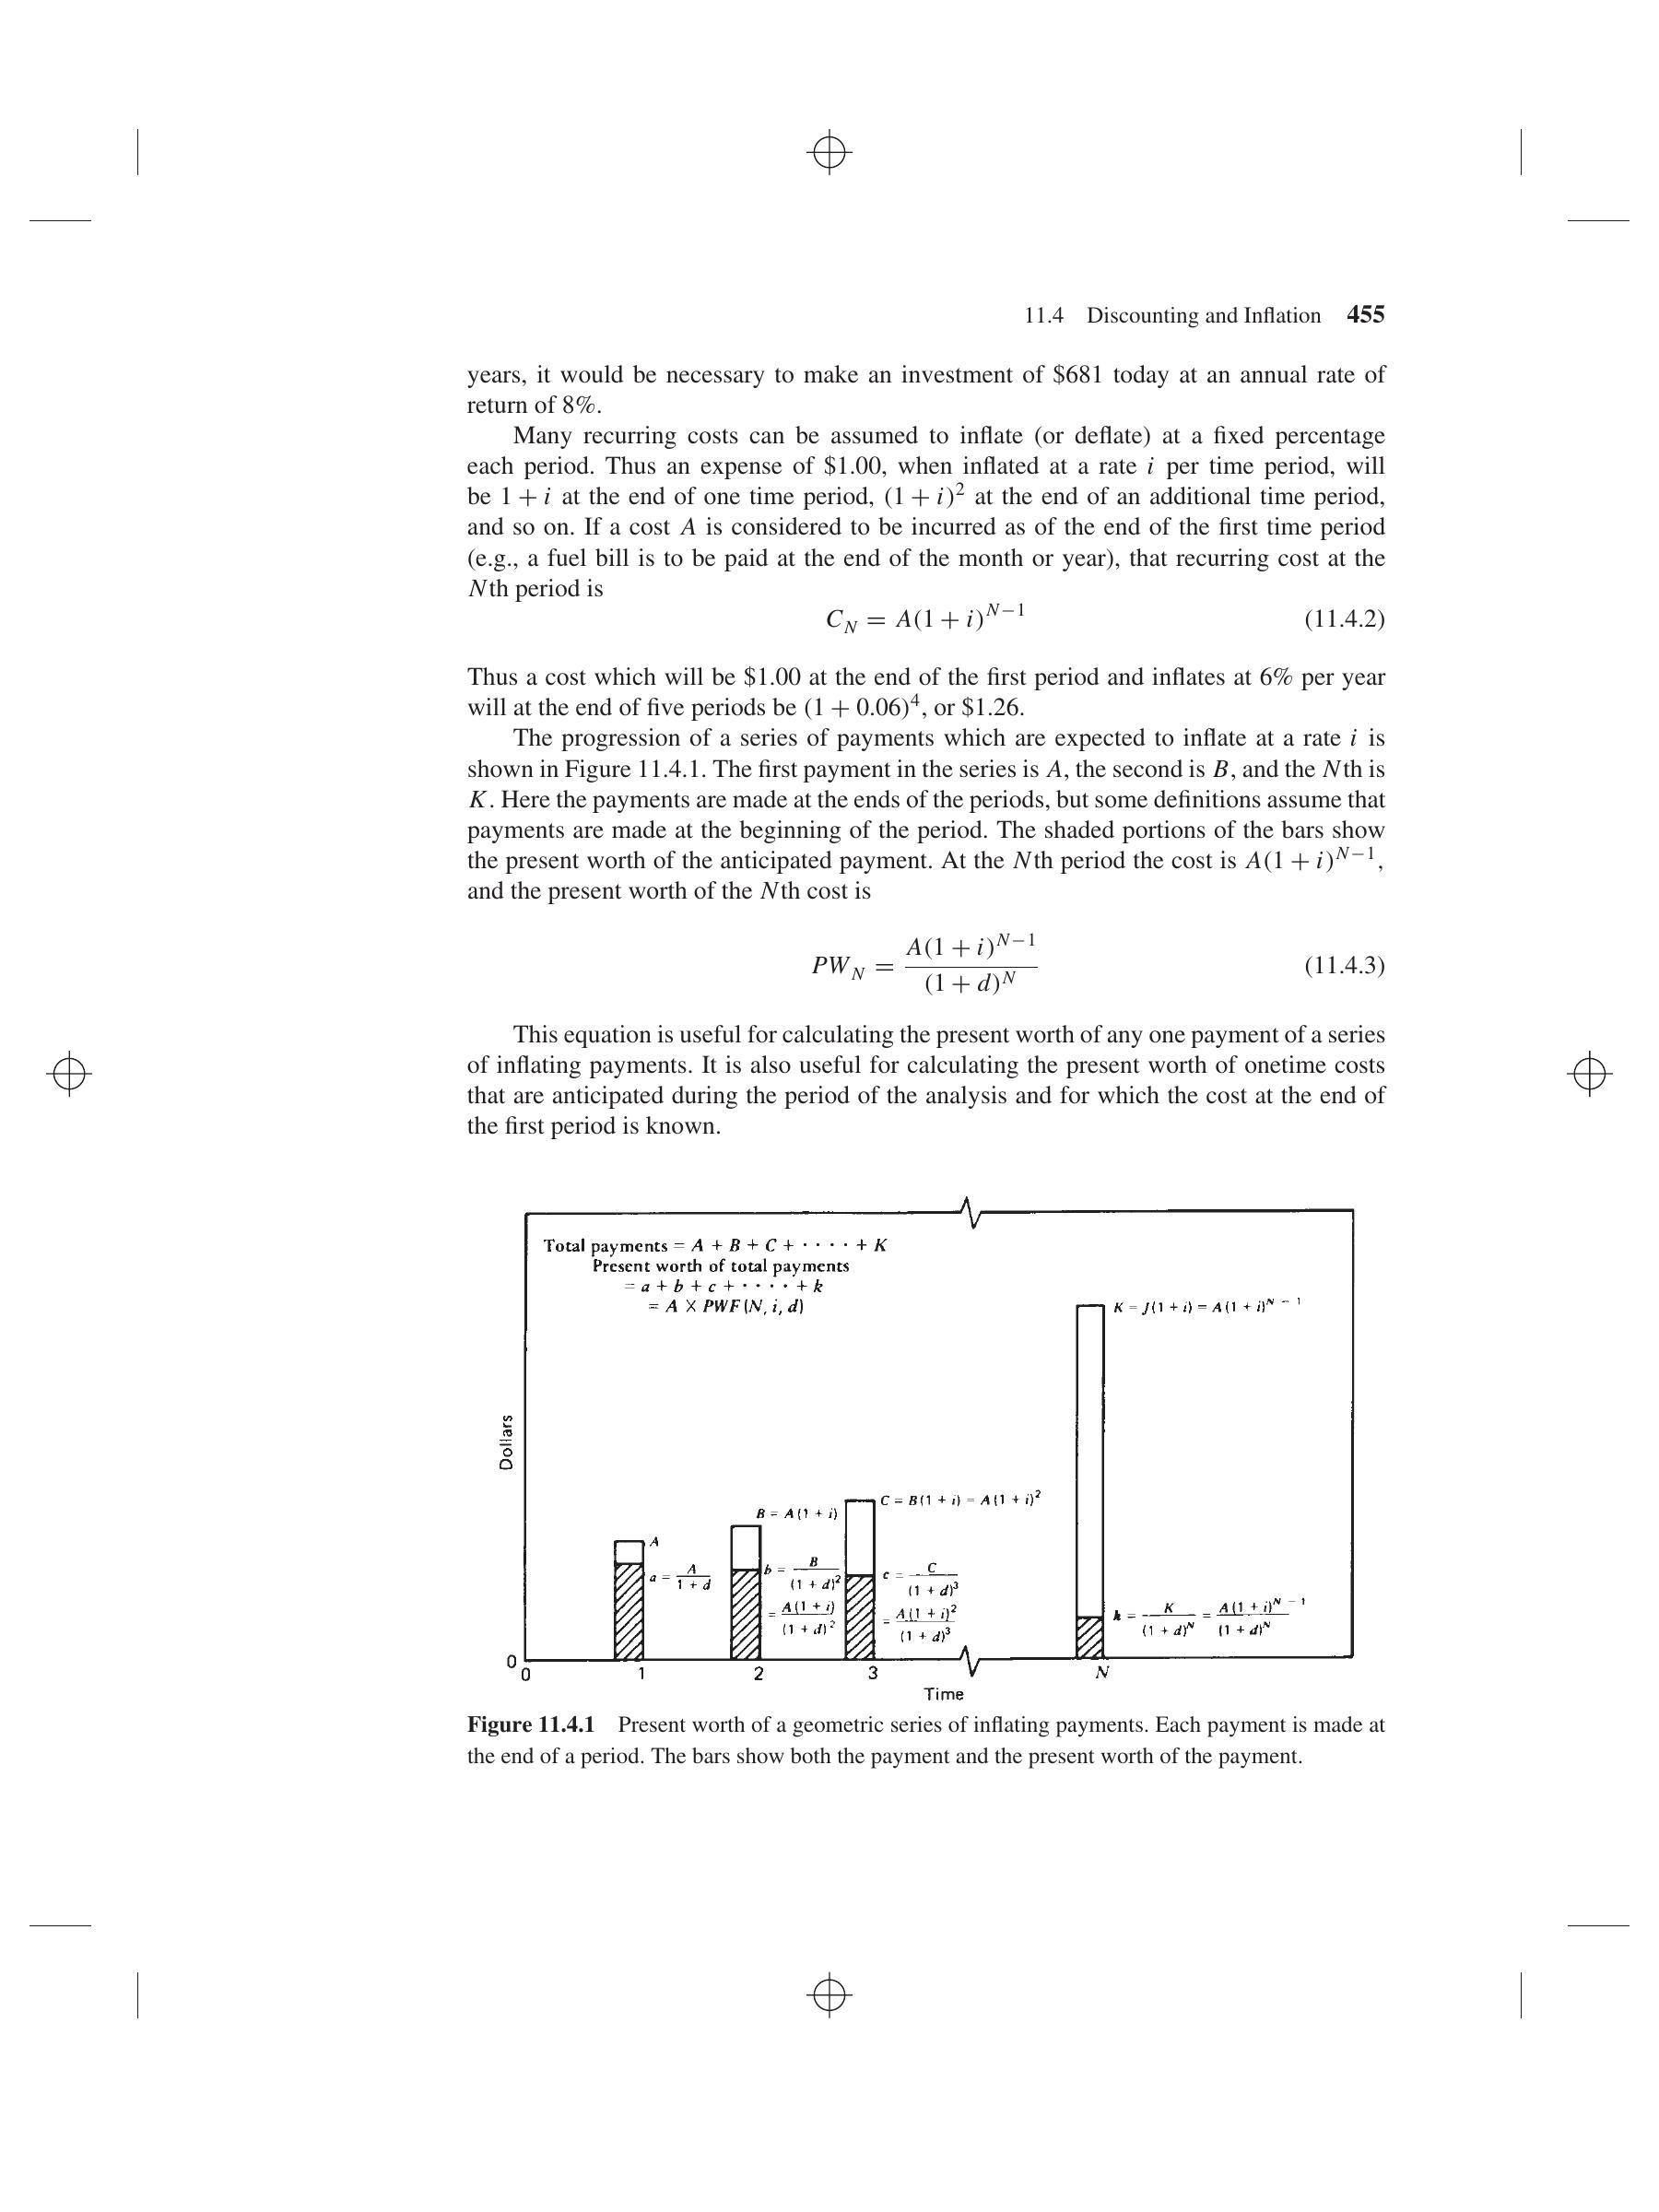 11.4 Discounting and Inflation 455
years, it would be necessary to make an investment of $681 today at an annual rate of
return of 8%.
Many recurring costs can be assumed to inflate (or deflate) at a fixed percentage
each period. Thus an expense of $1.00, when inflated at a rate i per time period, will
be 1 + i at the end of one time period, (1 + i)² at the end of an additional time period,
and so on. If a cost A is considered to be incurred as of the end of the first time period
(e.g., a fuel bill is to be paid at the end of the month or year), that recurring cost at the
Nth period is
C_N = A(1 + i)^{N−1} (11.4.2)
Thus a cost which will be $1.00 at the end of the first period and inflates at 6% per year
will at the end of five periods be (1 + 0.06)⁴, or $1.26.
The progression of a series of payments which are expected to inflate at a rate i is
shown in Figure 11.4.1. The first payment in the series is A, the second is B, and the Nth is
K. Here the payments are made at the ends of the periods, but some definitions assume that
payments are made at the beginning of the period. The shaded portions of the bars show
the present worth of the anticipated payment. At the Nth period the cost is A(1 + i)^{N−1},
and the present worth of the Nth cost is
PW_N = A(1 + i)^{N−1} / (1 + d)^N (11.4.3)
This equation is useful for calculating the present worth of any one payment of a series
of inflating payments. It is also useful for calculating the present worth of onetime costs
that are anticipated during the period of the analysis and for which the cost at the end of
the first period is known.
Total payments = A + B + C + · · · · + K
Present worth of total payments
= a + b + c + · · · · + k
= A × PWF (N, i, d)
K = J(1 + i) = A(1 + i)^{N − 1}
Dollars
C = B(1 + i) = A(1 + i)²
B = A(1 + i)
A
a = A / 1 + d
b = B / (1 + d)²
= A(1 + i) / (1 + d)²
c = C / (1 + d)³
= A(1 + i)² / (1 + d)³
k = K / (1 + d)^N = A(1 + i)^{N − 1} / (1 + d)^N
0
0 1 2 3 N
Time
Figure 11.4.1 Present worth of a geometric series of inflating payments. Each payment is made at
the end of a period. The bars show both the payment and the present worth of the payment.